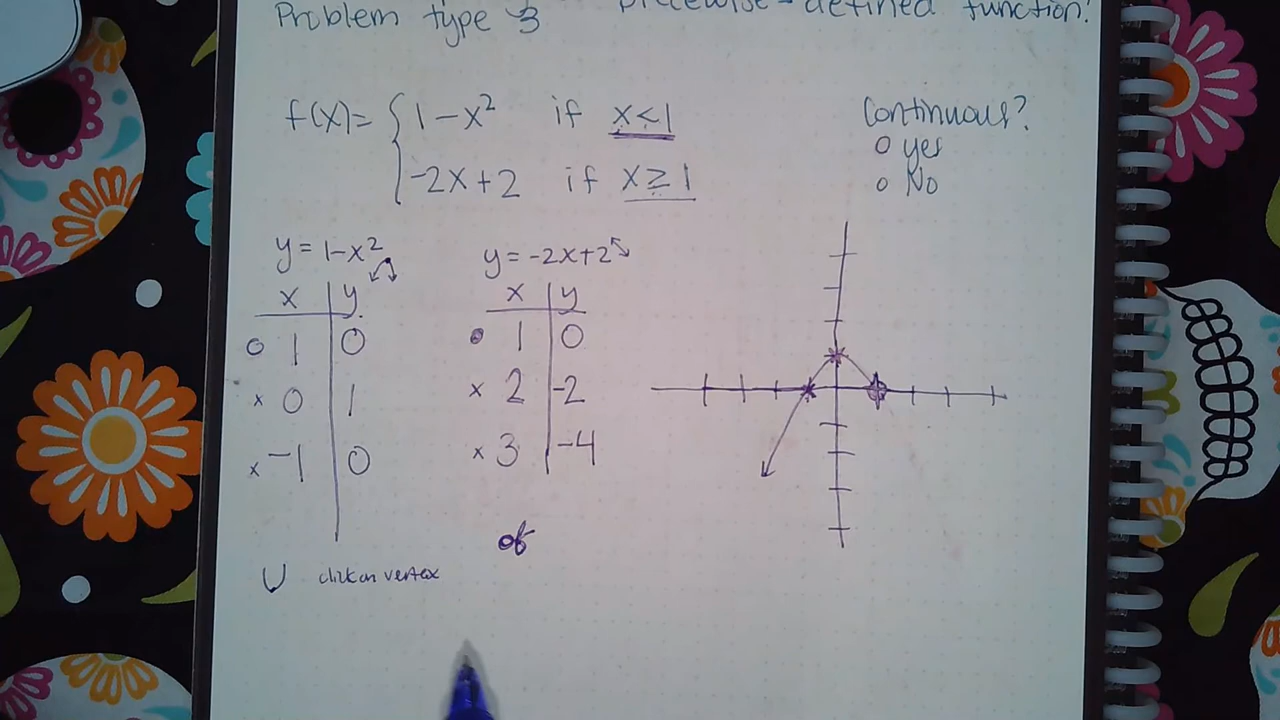 Problem type 3 piecewise-defined function!
f(x)= { 1-x² if x<1
-2x+2 if x≥1
Continuous?
o yes
o No
y=1-x²
x | y
o 1 | 0
x 0 | 1
x -1 | 0
y=-2x+2
x | y
1 | 0
x 2 | -2
x 3 | -4
U click on vertex